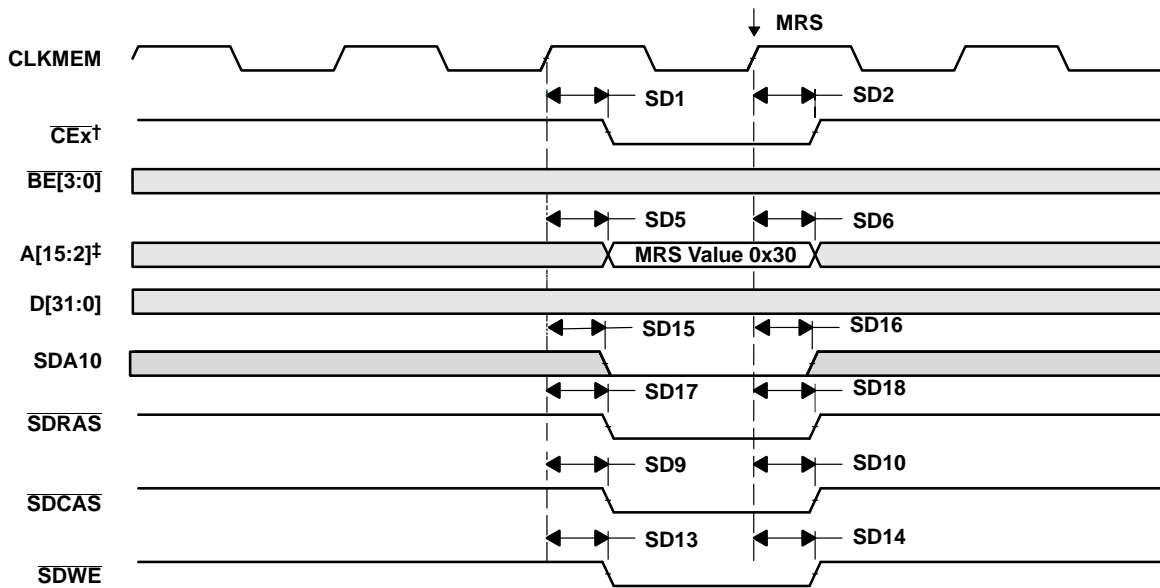 MRS
CLKMEM
SD1 SD2
CEx†
BE[3:0]
SD5 SD6
A[15:2]‡ MRS Value 0x30
D[31:0]
SD15 SD16
SDA10
SD17 SD18
SDRAS
SD9 SD10
SDCAS
SD13 SD14
SDWE